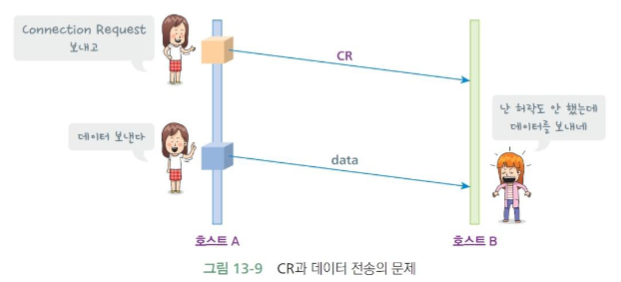 Connection Request
보내고
CR
난 허락도 안 했는데
데이터를 보내네
데이터 보낸다
data
호스트 A
호스트 B
그림 13-9 CR과 데이터 전송의 문제